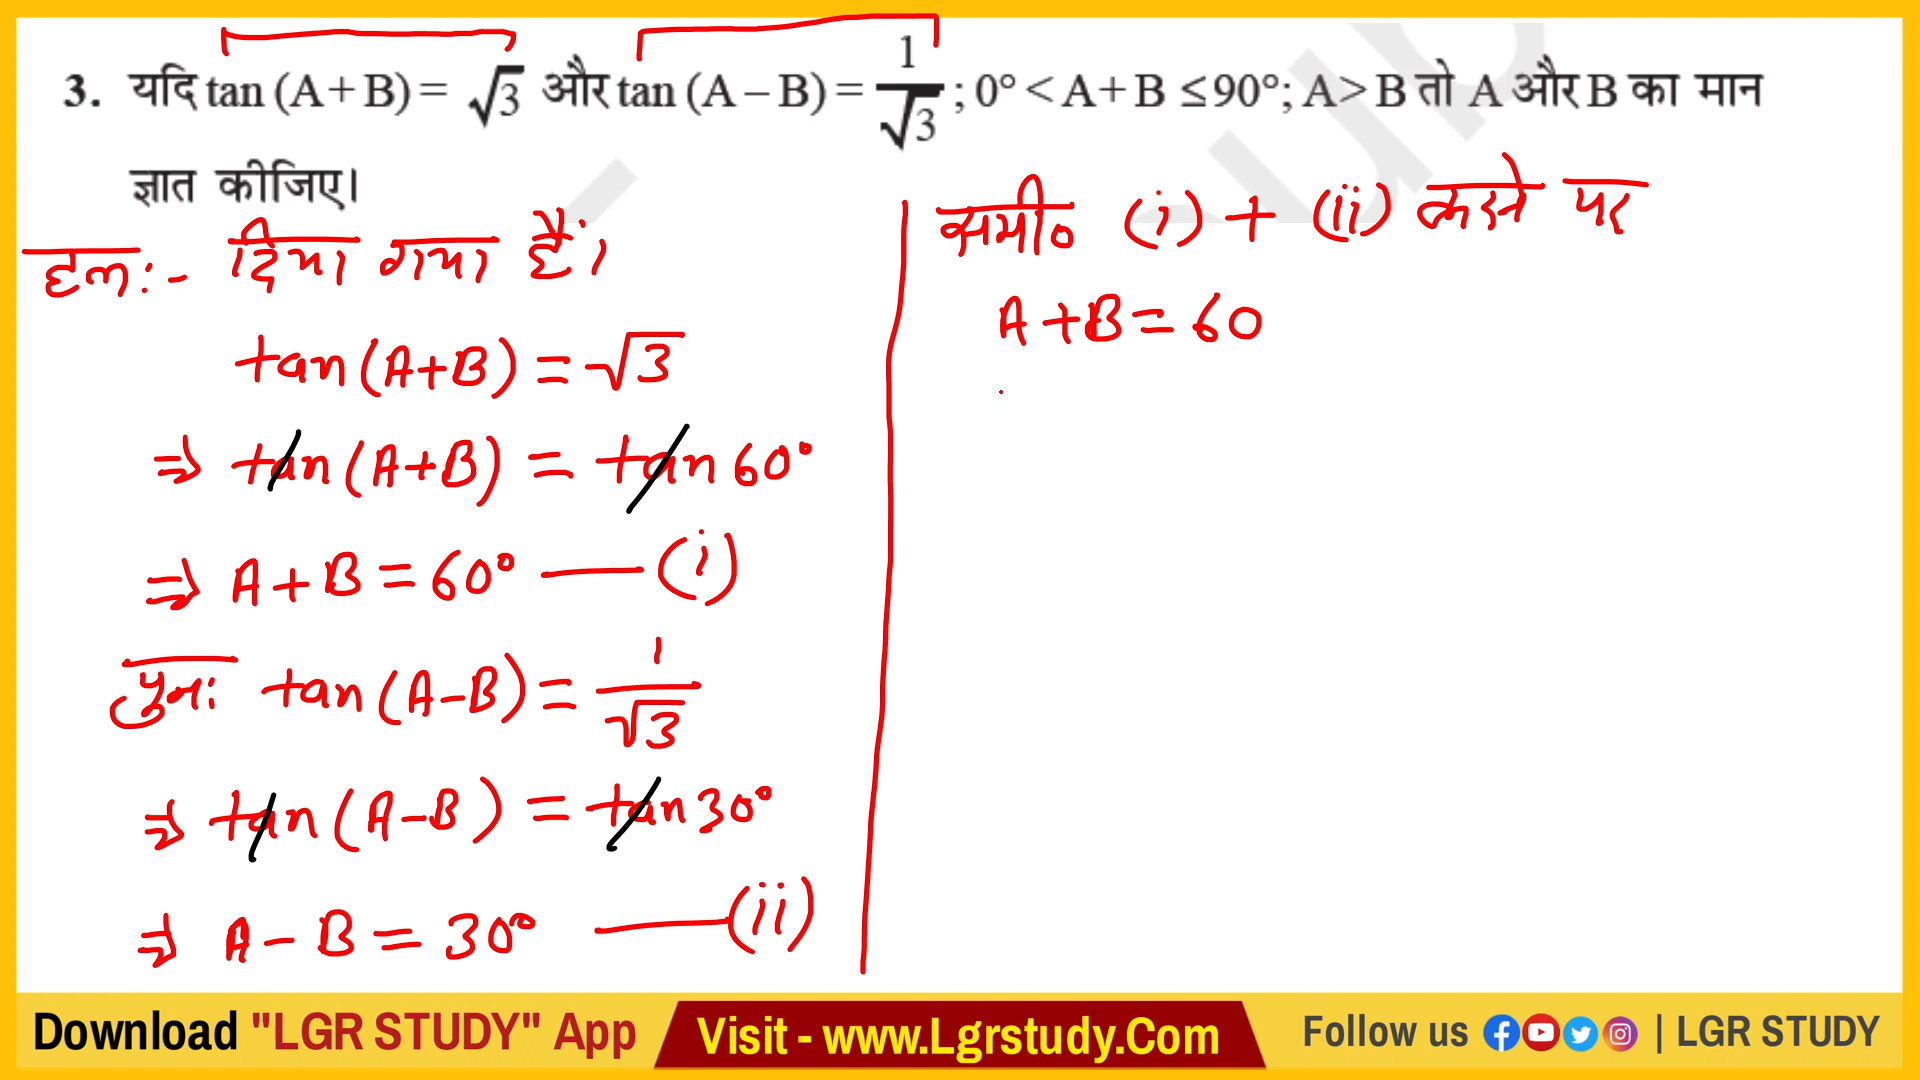 3. यदि tan (A+B) = √3 और tan (A – B) = 1/√3 ; 0° < A+B ≤ 90°; A > B तो A और B का मान
ज्ञात कीजिए।
हल:- दिया गया है।
tan(A+B) = √3
⇒ tan(A+B) = tan 60°
⇒ A+B = 60° —— (i)
पुनः tan(A-B) = 1/√3
⇒ tan(A-B) = tan 30°
⇒ A-B = 30° —— (ii)
समी० (i) + (ii) करने पर
A+B = 60
Download "LGR STUDY" App
Visit - www.Lgrstudy.Com
Follow us | LGR STUDY